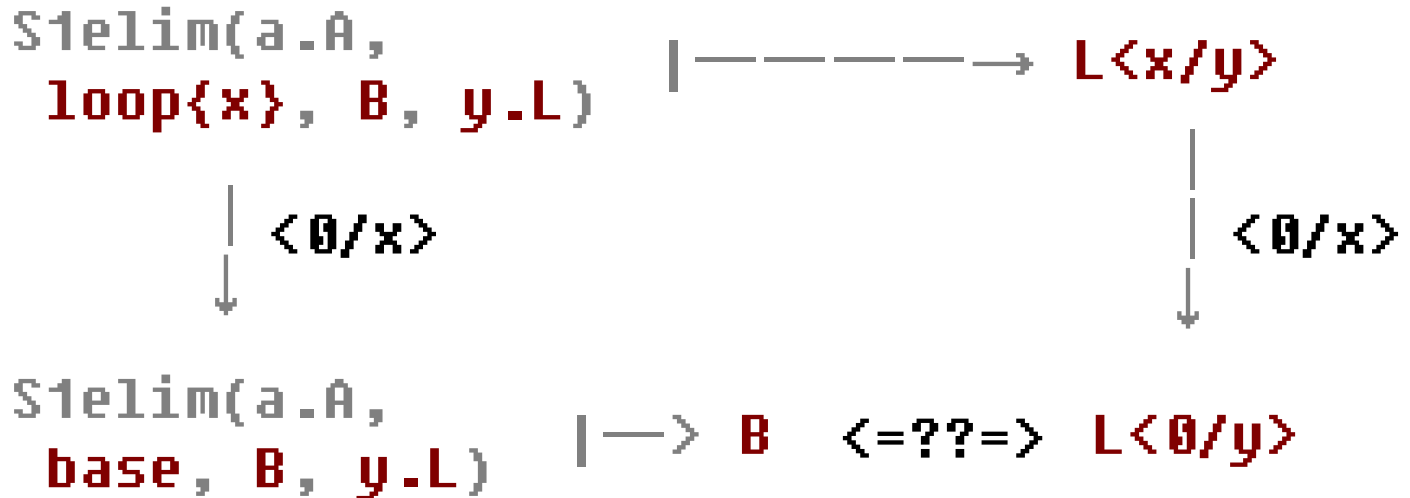 S1elim(a.A,
loop{x}, B, y.L) |————→ L<x/y>
<0/x> <0/x>
S1elim(a.A,
base, B, y.L) |—> B <=??=> L<0/y>